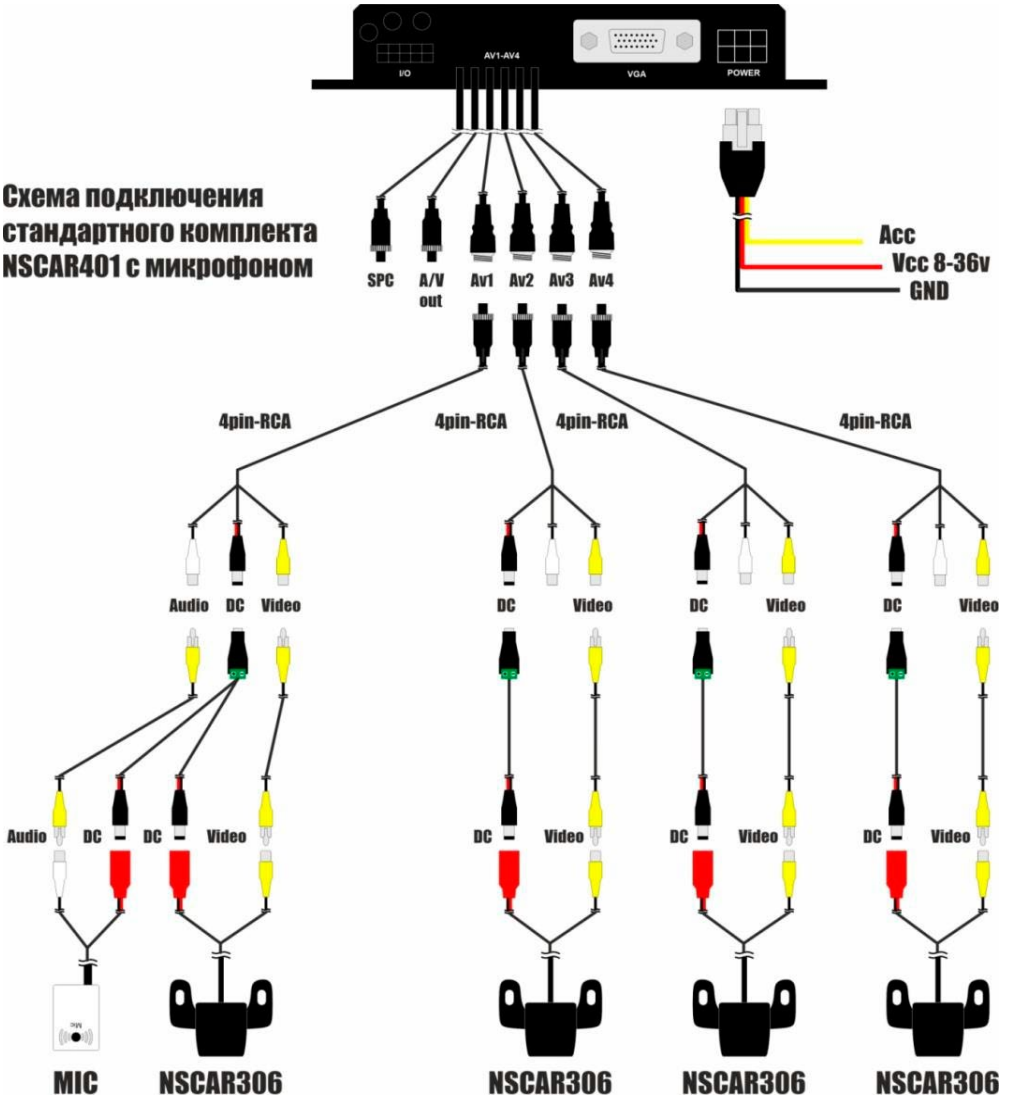 AV1-AV4
I/O
VGA
POWER
Схема подключения
стандартного комплекта
NSCAR401 с микрофоном
SPC
A/V
out
Av1
Av2
Av3
Av4
Acc
Vcc 8-36v
GND
4pin-RCA
4pin-RCA
4pin-RCA
4pin-RCA
Audio
DC
Video
DC
Video
DC
Video
DC
Video
Audio
DC
DC
Video
DC
Video
DC
Video
DC
Video
Mic
MIC
NSCAR306
NSCAR306
NSCAR306
NSCAR306